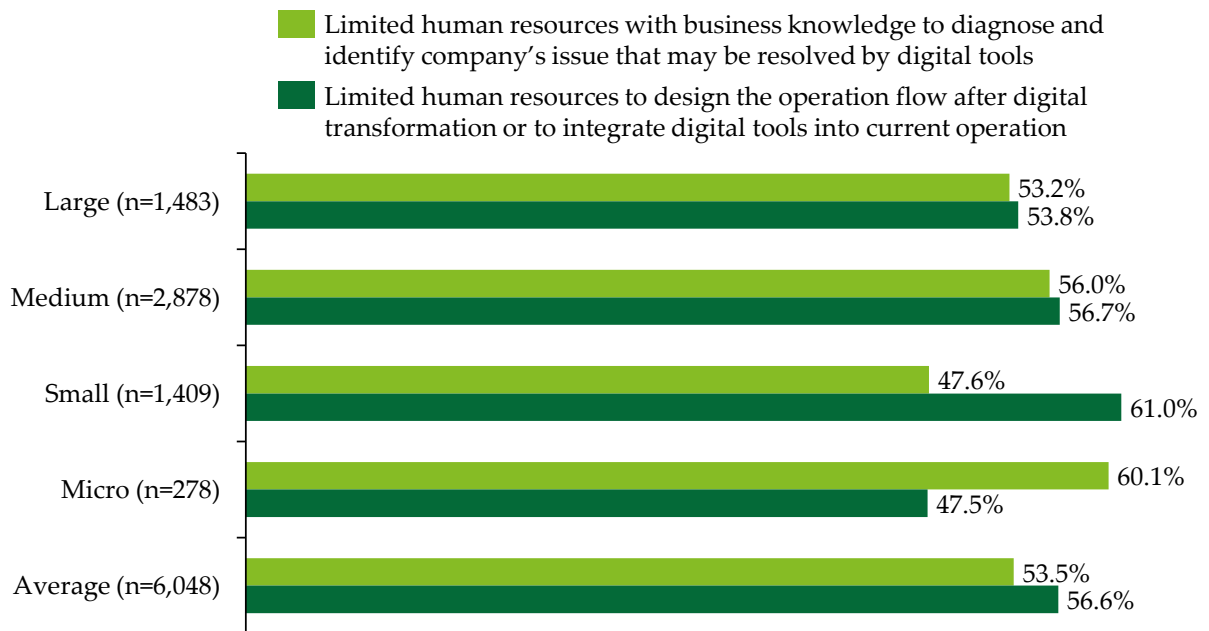 Limited human resources with business knowledge to diagnose and
identify company’s issue that may be resolved by digital tools
Limited human resources to design the operation flow after digital
transformation or to integrate digital tools into current operation
Large (n=1,483)
53.2%
53.8%
Medium (n=2,878)
56.0%
56.7%
Small (n=1,409)
47.6%
61.0%
Micro (n=278)
60.1%
47.5%
Average (n=6,048)
53.5%
56.6%